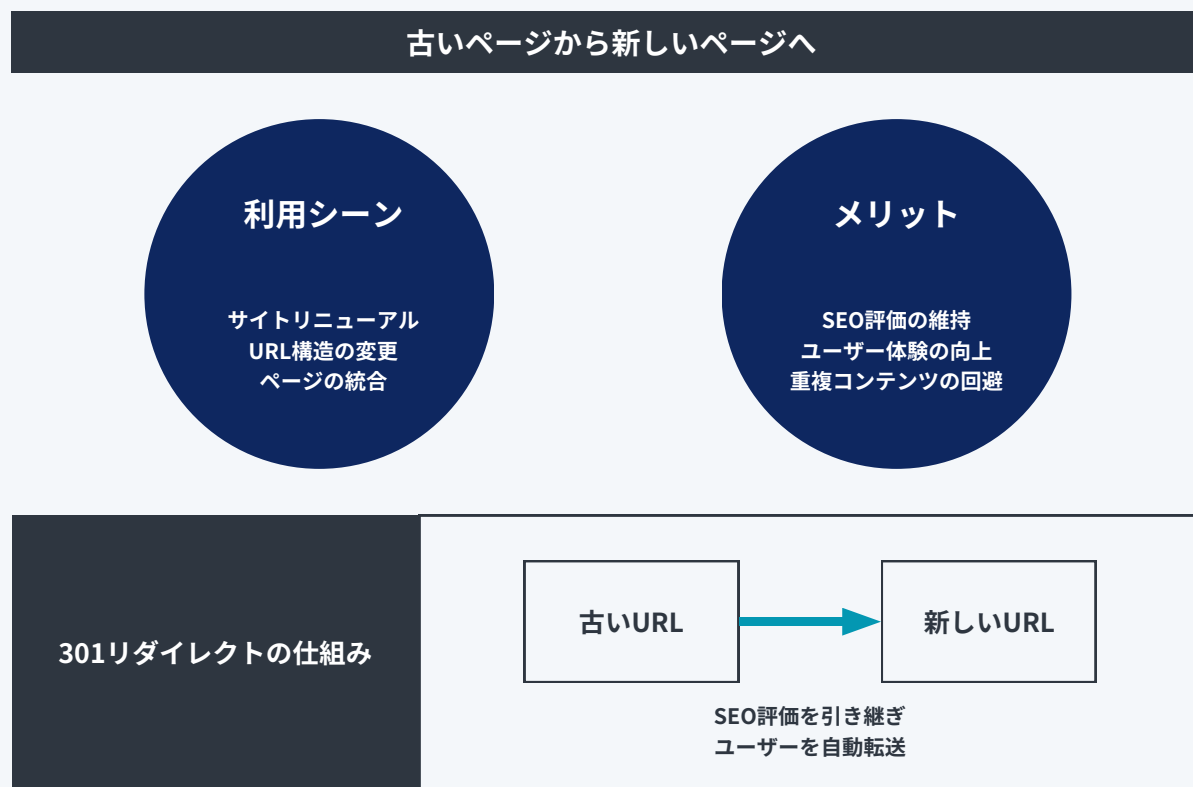 古いページから新しいページへ
利用シーン
サイトリニューアル
URL構造の変更
ページの統合
メリット
SEO評価の維持
ユーザー体験の向上
重複コンテンツの回避
301リダイレクトの仕組み
古いURL
新しいURL
SEO評価を引き継ぎ
ユーザーを自動転送